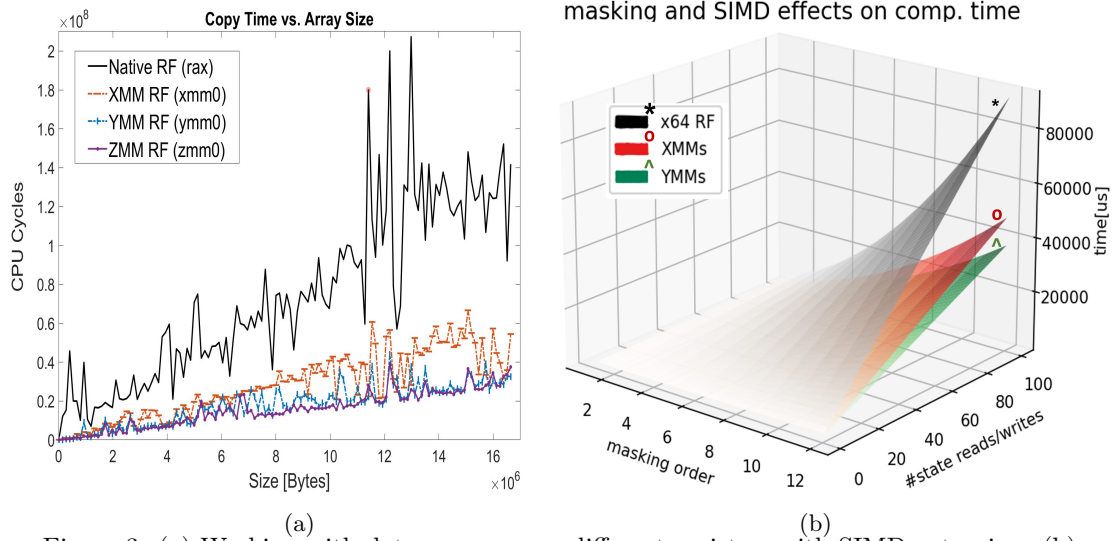 Copy Time vs. Array Size
×10^8
2
1.8
1.6
1.4
1.2
1
0.8
0.6
0.4
0.2
0
CPU Cycles
Native RF (rax)
XMM RF (xmm0)
YMM RF (ymm0)
ZMM RF (zmm0)
0 2 4 6 8 10 12 14 16
×10^6
Size [Bytes]
(a)
masking and SIMD effects on comp. time
* x64 RF
o XMMs
^ YMMs
*
o
^
80000
60000
40000
20000
time[us]
2 4 6 8 10 12
masking order
0 20 40 60 80 100
#state reads/writes
(b)